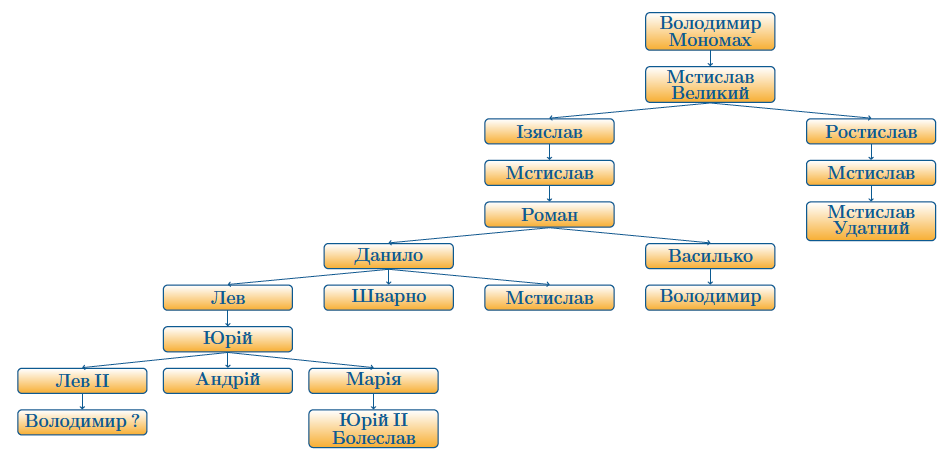 Володимир
Мономах
Мстислав
Великий
Ізяслав
Ростислав
Мстислав
Мстислав
Роман
Мстислав
Удатний
Данило
Василько
Лев
Шварно
Мстислав
Володимир
Юрій
Лев II
Андрій
Марія
Володимир ?
Юрій II
Болеслав